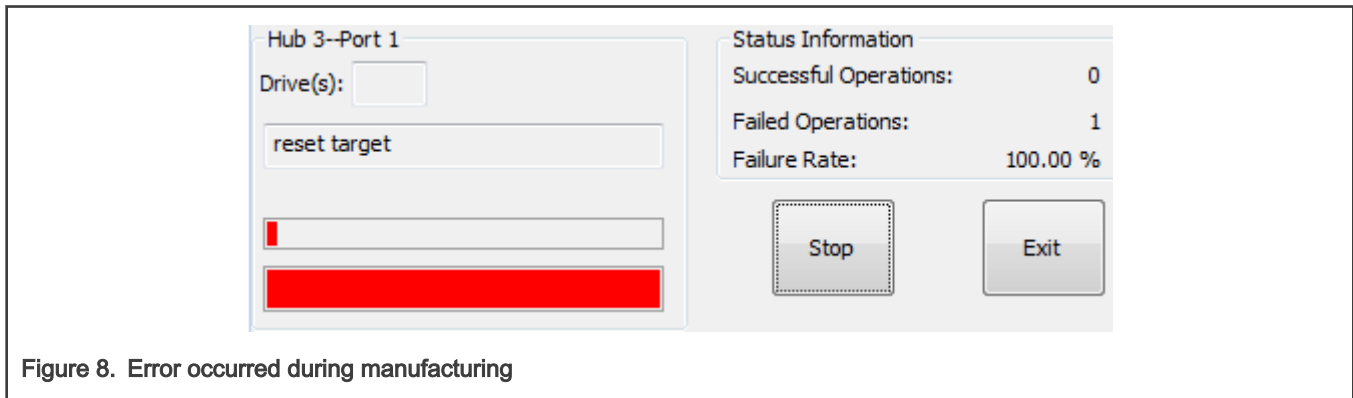 Hub 3--Port 1
Drive(s):
reset target
Status Information
Successful Operations: 0
Failed Operations: 1
Failure Rate: 100.00 %
Stop
Exit
Figure 8. Error occurred during manufacturing